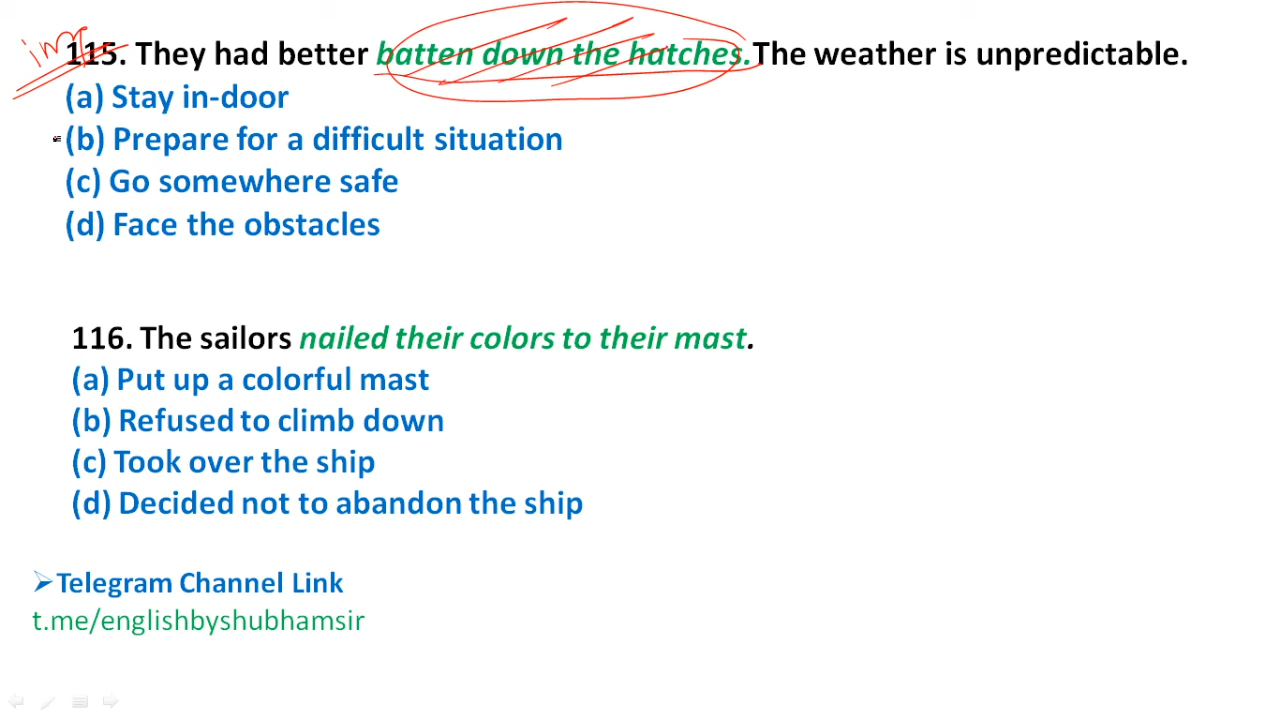 imp
115. They had better batten down the hatches.The weather is unpredictable.
(a) Stay in-door
(b) Prepare for a difficult situation
(c) Go somewhere safe
(d) Face the obstacles
116. The sailors nailed their colors to their mast.
(a) Put up a colorful mast
(b) Refused to climb down
(c) Took over the ship
(d) Decided not to abandon the ship
Telegram Channel Link
t.me/englishbyshubhamsir